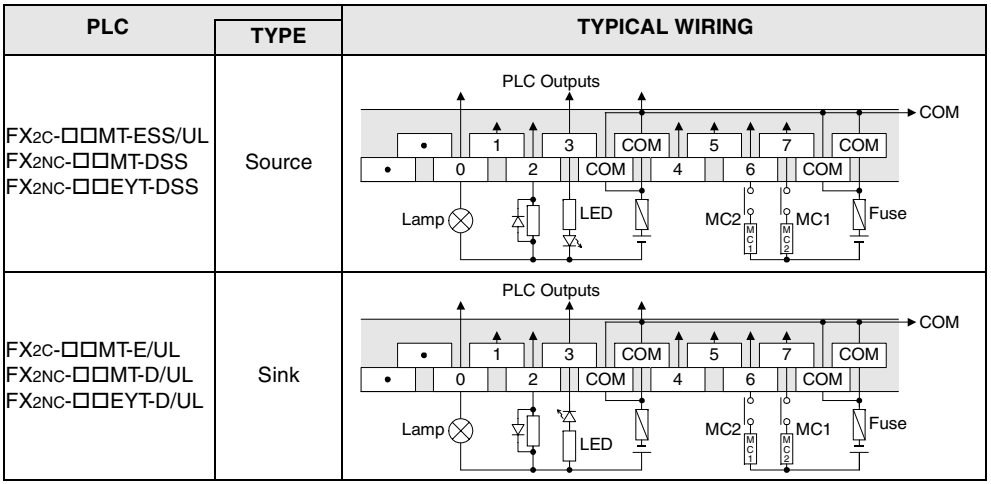 PLC TYPE TYPICAL WIRING
FX2C-□□MT-ESS/UL
FX2NC-□□MT-DSS
FX2NC-□□EYT-DSS
Source
PLC Outputs
COM
1 3 COM 5 7 COM
0 2 COM 4 6 COM
Lamp LED MC2 MC1 Fuse
MC1 MC2
FX2C-□□MT-E/UL
FX2NC-□□MT-D/UL
FX2NC-□□EYT-D/UL
Sink
PLC Outputs
COM
1 3 COM 5 7 COM
0 2 COM 4 6 COM
Lamp LED MC2 MC1 Fuse
MC1 MC2